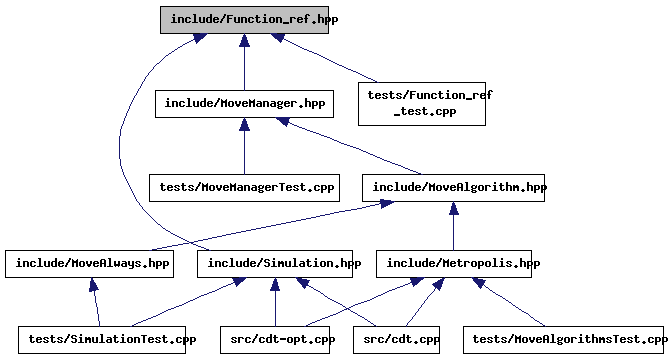 include/Function_ref.hpp
include/MoveManager.hpp
tests/Function_ref
_test.cpp
tests/MoveManagerTest.cpp
include/MoveAlgorithm.hpp
include/MoveAlways.hpp
include/Simulation.hpp
include/Metropolis.hpp
tests/SimulationTest.cpp
src/cdt-opt.cpp
src/cdt.cpp
tests/MoveAlgorithmsTest.cpp